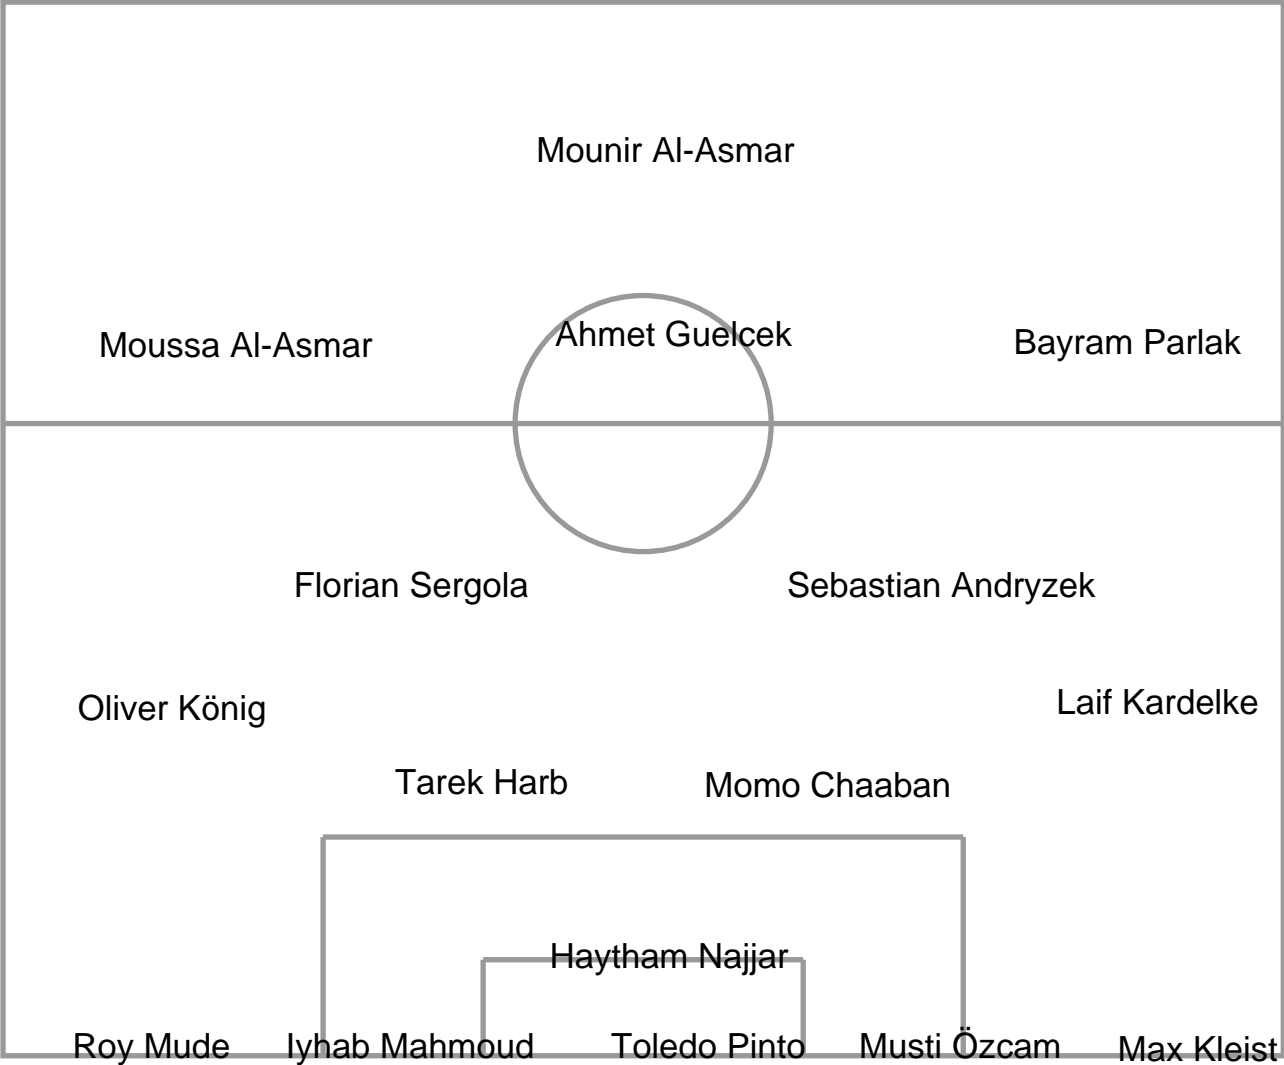 Mounir Al-Asmar
Moussa Al-Asmar
Ahmet Guelcek
Bayram Parlak
Florian Sergola
Sebastian Andryzek
Oliver König
Laif Kardelke
Tarek Harb
Momo Chaaban
Haytham Najjar
Roy Mude
Iyhab Mahmoud
Toledo Pinto
Musti Özcam
Max Kleist